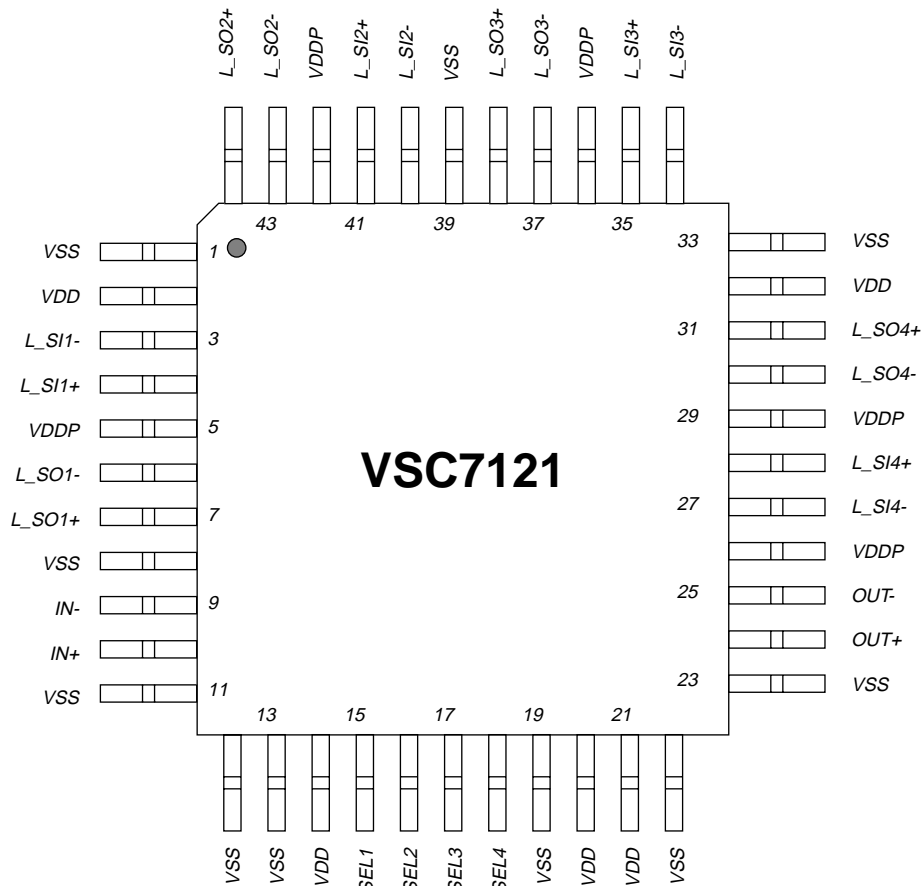 L_SO2+ L_SO2- VDDP L_SI2+ L_SI2- VSS L_SO3+ L_SO3- VDDP L_SI3+ L_SI3-
43 41 39 37 35
VSS 1 33 VSS
VDD VDD
L_SI1- 3 31 L_SO4+
L_SI1+ L_SO4-
VDDP 5 29 VDDP
L_SO1- VSC7121 L_SI4+
L_SO1+ 7 27 L_SI4-
VSS VDDP
IN- 9 25 OUT-
IN+ OUT+
VSS 11 23 VSS
13 15 17 19 21
VSS VSS VDD SEL1 SEL2 SEL3 SEL4 VSS VDD VDD VSS